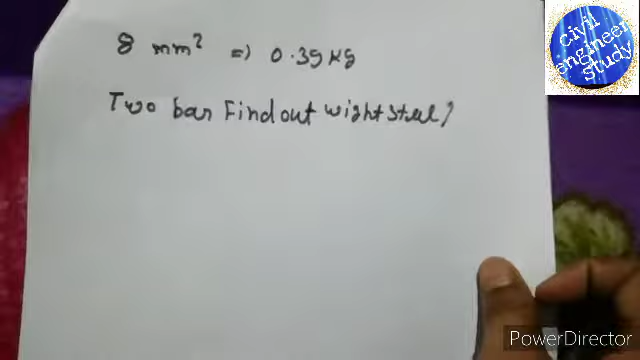 8 mm² => 0.39 kg
Two bar Find out wight steel?
civil
engineer
study
PowerDirector